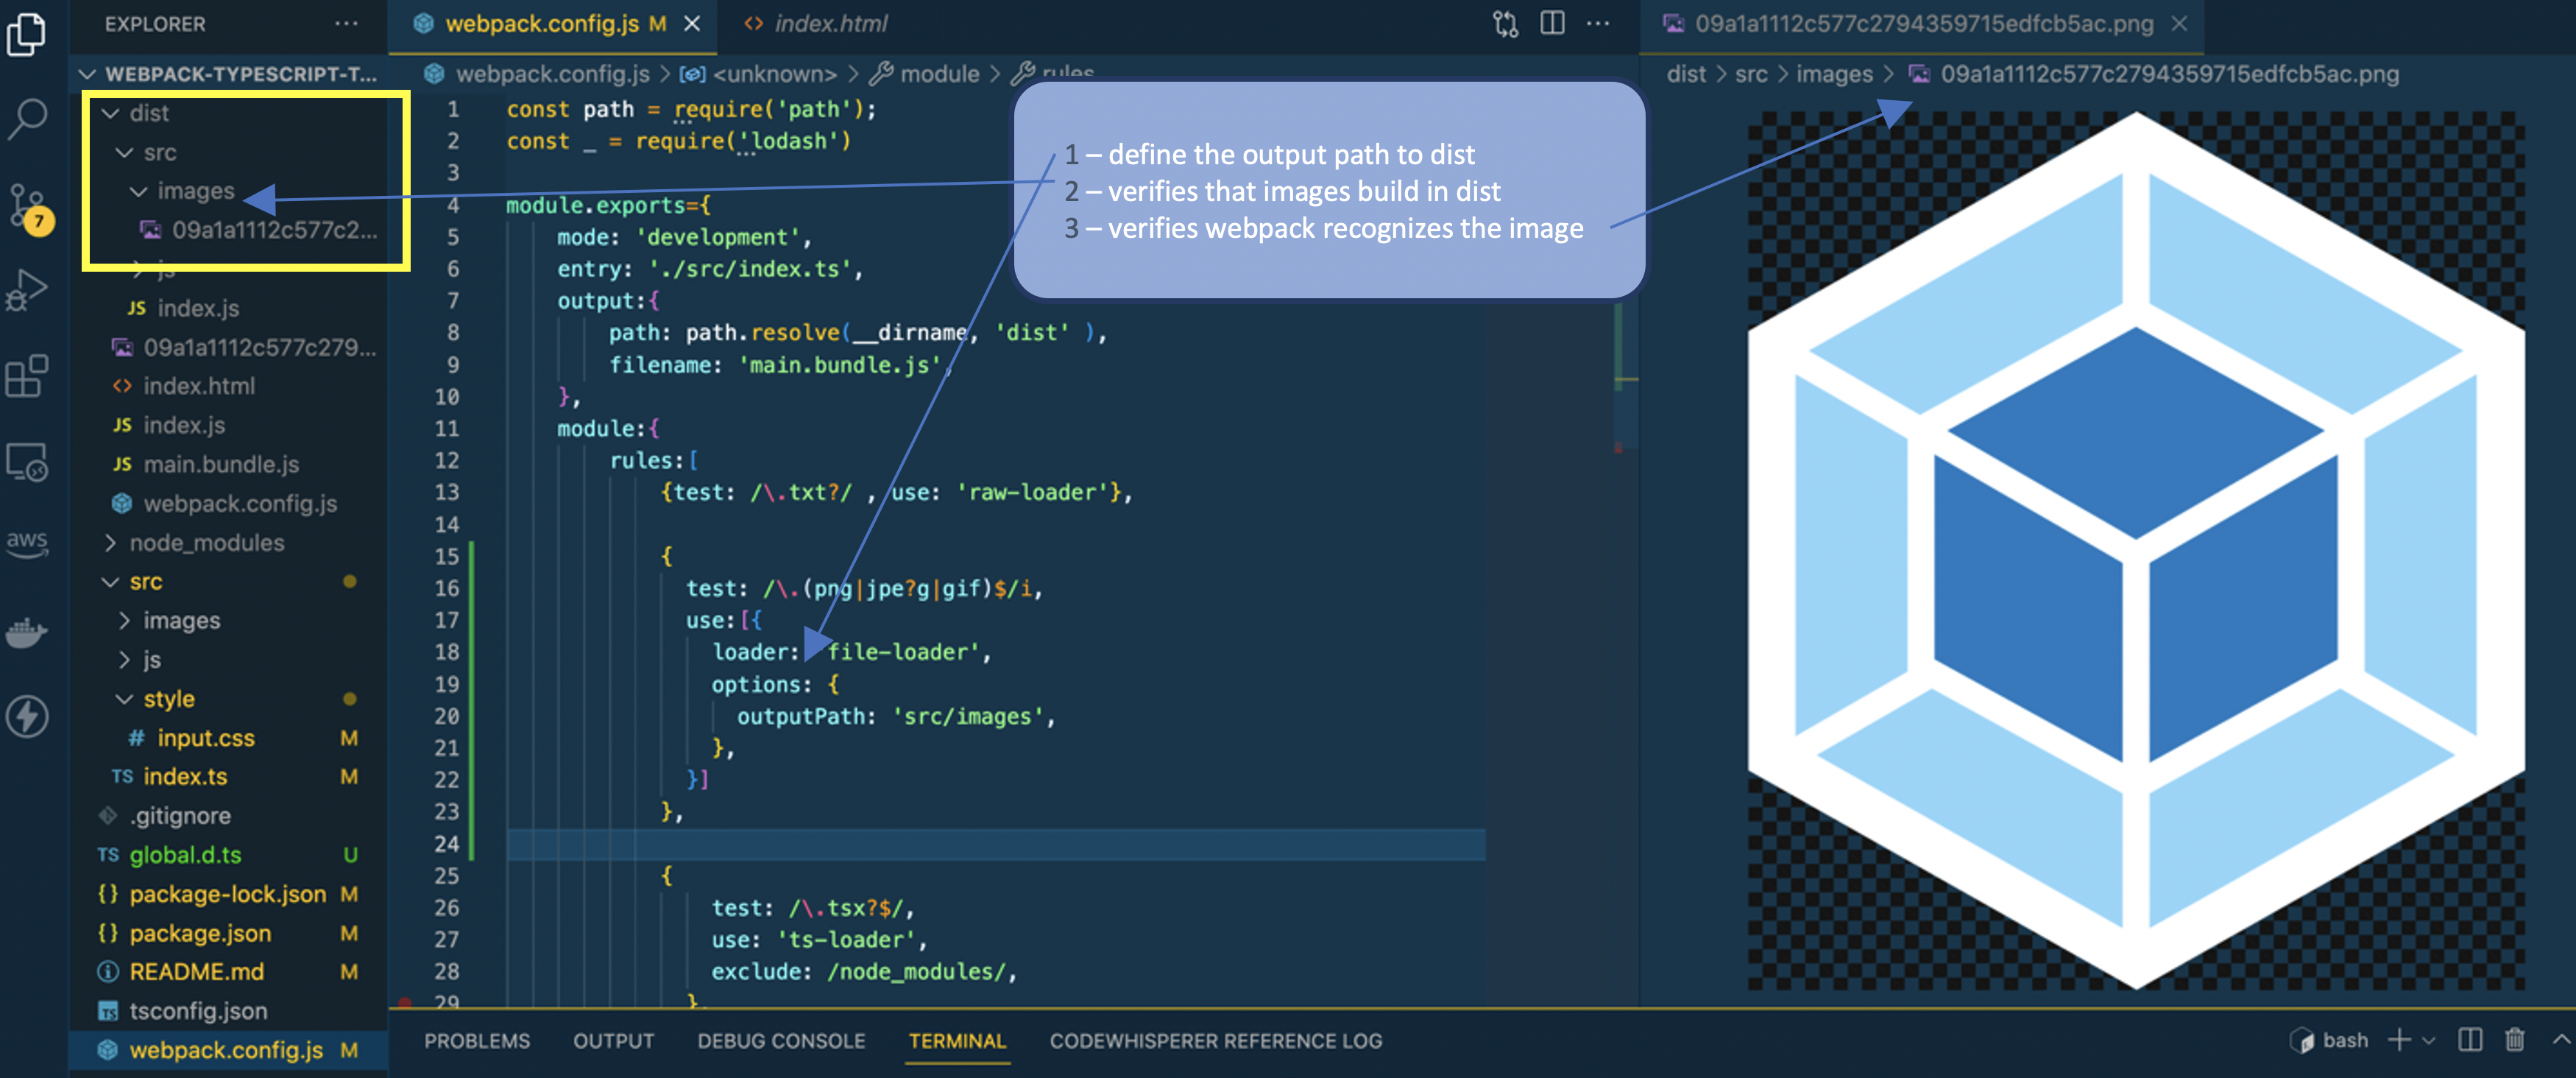 EXPLORER
WEBPACK-TYPESCRIPT-T...
dist
src
images
09a1a1112c577c2...
js
JS index.js
09a1a1112c577c279...
<> index.html
JS index.js
JS main.bundle.js
webpack.config.js
node_modules
src
images
js
style
# input.css M
TS index.ts M
.gitignore
TS global.d.ts U
{} package-lock.json M
{} package.json M
README.md M
TS tsconfig.json
webpack.config.js M
7
aws
webpack.config.js M
<> index.html
webpack.config.js > <unknown> > module > rules
1 const path = require('path');
2 const _ = require('lodash')
3
4 module.exports={
5 mode: 'development',
6 entry: './src/index.ts',
7 output:{
8 path: path.resolve(__dirname, 'dist' ),
9 filename: 'main.bundle.js',
10 },
11 module:{
12 rules:[
13 {test: /\.txt?/ , use: 'raw-loader'},
14
15 {
16 test: /\.(png|jpe?g|gif)$/i,
17 use:[{
18 loader: 'file-loader',
19 options: {
20 outputPath: 'src/images',
21 },
22 }]
23 },
24
25 {
26 test: /\.tsx?$/,
27 use: 'ts-loader',
28 exclude: /node_modules/,
29 },
1 – define the output path to dist
2 – verifies that images build in dist
3 – verifies webpack recognizes the image
09a1a1112c577c2794359715edfcb5ac.png
dist > src > images > 09a1a1112c577c2794359715edfcb5ac.png
PROBLEMS OUTPUT DEBUG CONSOLE TERMINAL CODEWHISPERER REFERENCE LOG
bash